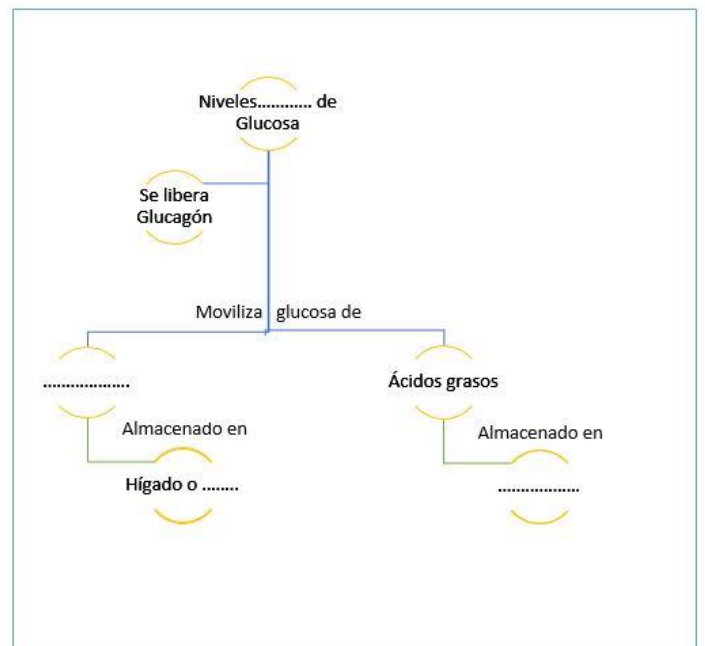 Niveles............ de
Glucosa
Se libera
Glucagón
Moviliza glucosa de
...................
Ácidos grasos
Almacenado en
Almacenado en
Hígado o ........
..................